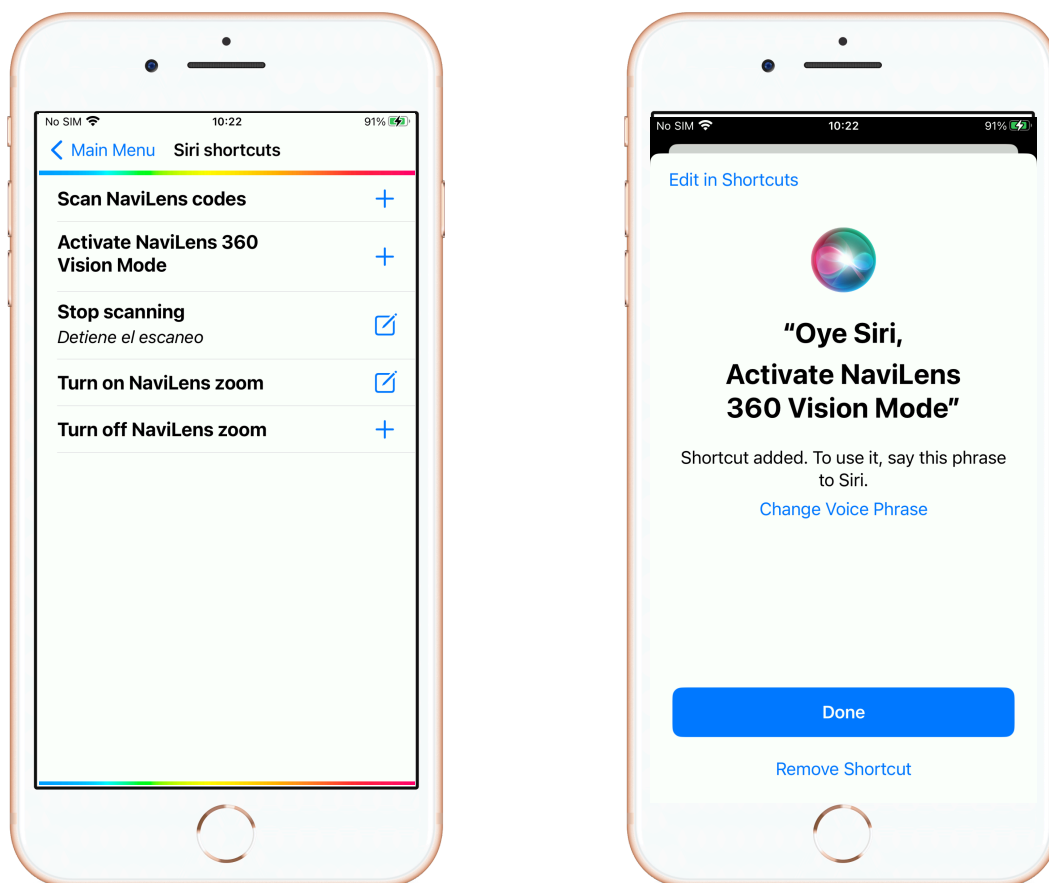 No SIM 10:22 91%
Main Menu Siri shortcuts
Scan NaviLens codes
Activate NaviLens 360
Vision Mode
Stop scanning
Detiene el escaneo
Turn on NaviLens zoom
Turn off NaviLens zoom
No SIM 10:22 91%
Edit in Shortcuts
“Oye Siri,
Activate NaviLens
360 Vision Mode”
Shortcut added. To use it, say this phrase
to Siri.
Change Voice Phrase
Done
Remove Shortcut